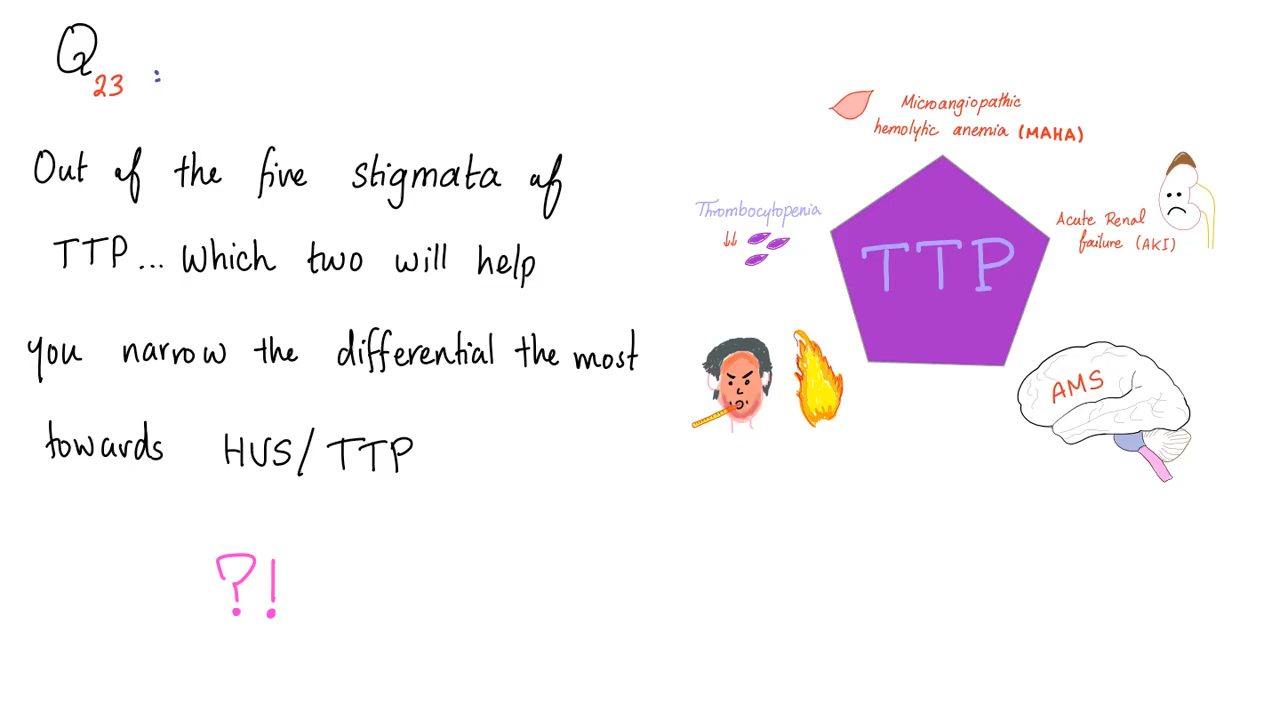 Q23:
Out of the five stigmata of
TTP... Which two will help
you narrow the differential the most
towards HUS/TTP
?!
Microangiopathic
hemolytic anemia (MAHA)
Thrombocytopenia
↓↓
Acute Renal
failure (AKI)
TTP
AMS